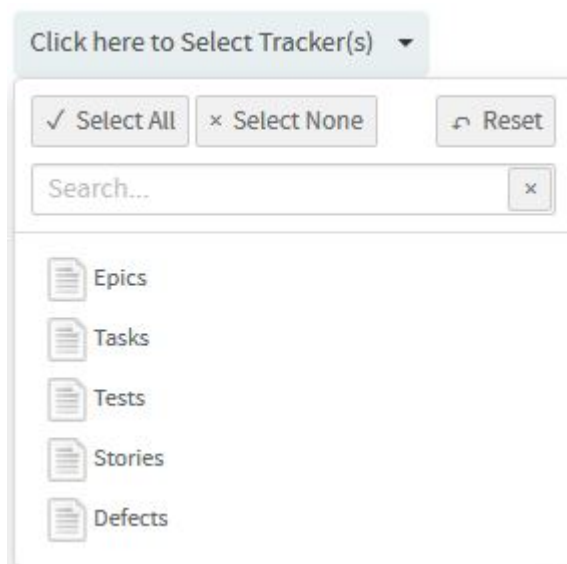 Click here to Select Tracker(s)
✓ Select All × Select None Reset
Search... ×
Epics
Tasks
Tests
Stories
Defects